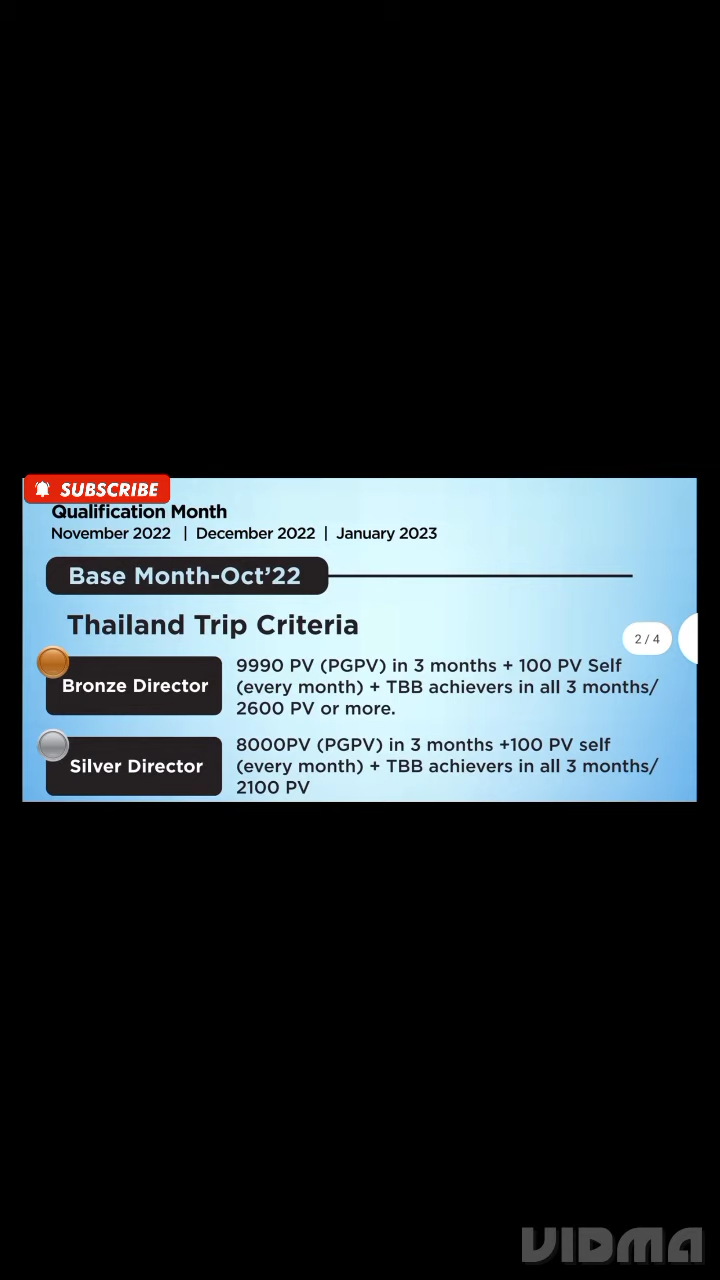 SUBSCRIBE
Qualification Month
November 2022 | December 2022 | January 2023
Base Month-Oct'22
Thailand Trip Criteria
2 / 4
Bronze Director
9990 PV (PGPV) in 3 months + 100 PV Self
(every month) + TBB achievers in all 3 months/
2600 PV or more.
Silver Director
8000PV (PGPV) in 3 months +100 PV self
(every month) + TBB achievers in all 3 months/
2100 PV
VIDMA